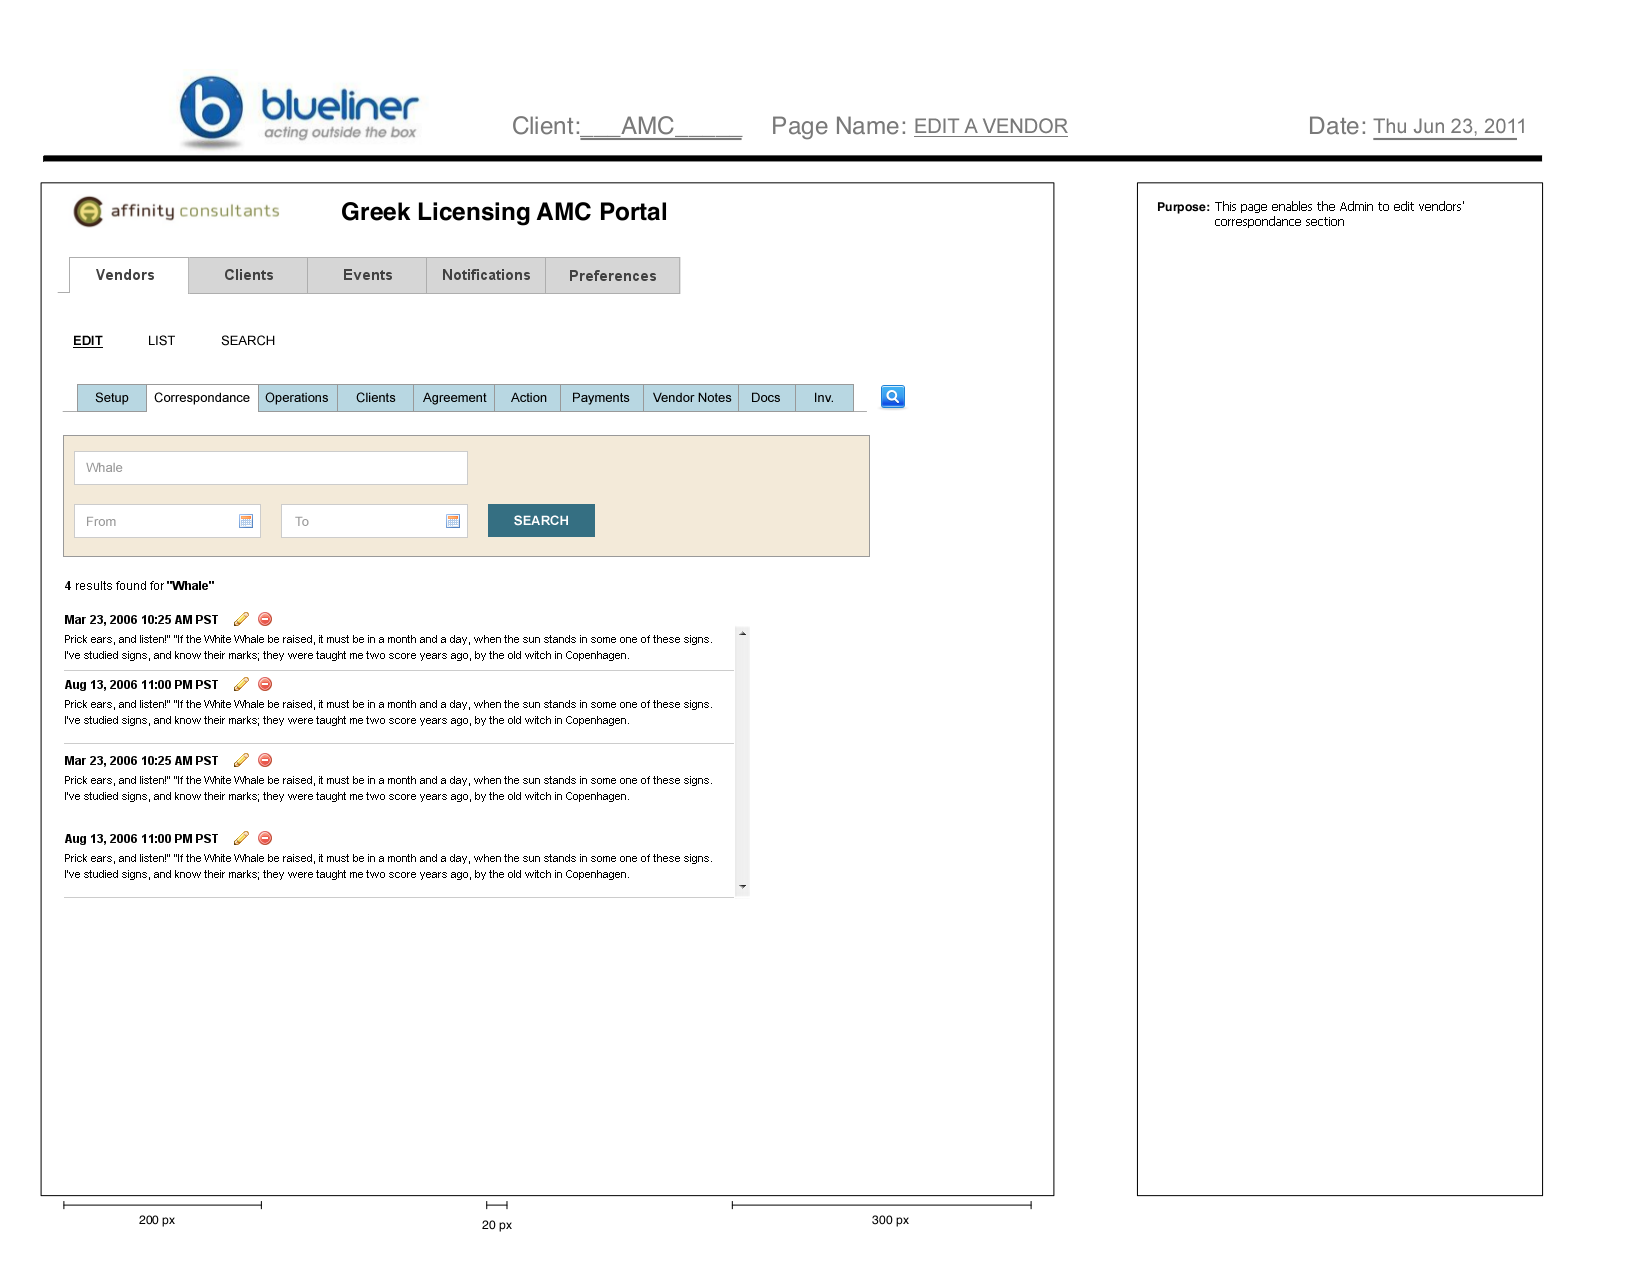 blueliner
acting outside the box
Client:___AMC_____ Page Name: EDIT A VENDOR Date: Thu Jun 23, 2011
affinity consultants Greek Licensing AMC Portal
Purpose: This page enables the Admin to edit vendors'
correspondance section
Vendors Clients Events Notifications Preferences
EDIT LIST SEARCH
Setup Correspondance Operations Clients Agreement Action Payments Vendor Notes Docs Inv.
Whale
From To SEARCH
4 results found for "Whale"
Mar 23, 2006 10:25 AM PST
Prick ears, and listen!" "If the White Whale be raised, it must be in a month and a day, when the sun stands in some one of these signs.
I've studied signs, and know their marks; they were taught me two score years ago, by the old witch in Copenhagen.
Aug 13, 2006 11:00 PM PST
Prick ears, and listen!" "If the White Whale be raised, it must be in a month and a day, when the sun stands in some one of these signs.
I've studied signs, and know their marks; they were taught me two score years ago, by the old witch in Copenhagen.
Mar 23, 2006 10:25 AM PST
Prick ears, and listen!" "If the White Whale be raised, it must be in a month and a day, when the sun stands in some one of these signs.
I've studied signs, and know their marks; they were taught me two score years ago, by the old witch in Copenhagen.
Aug 13, 2006 11:00 PM PST
Prick ears, and listen!" "If the White Whale be raised, it must be in a month and a day, when the sun stands in some one of these signs.
I've studied signs, and know their marks; they were taught me two score years ago, by the old witch in Copenhagen.
200 px 20 px 300 px